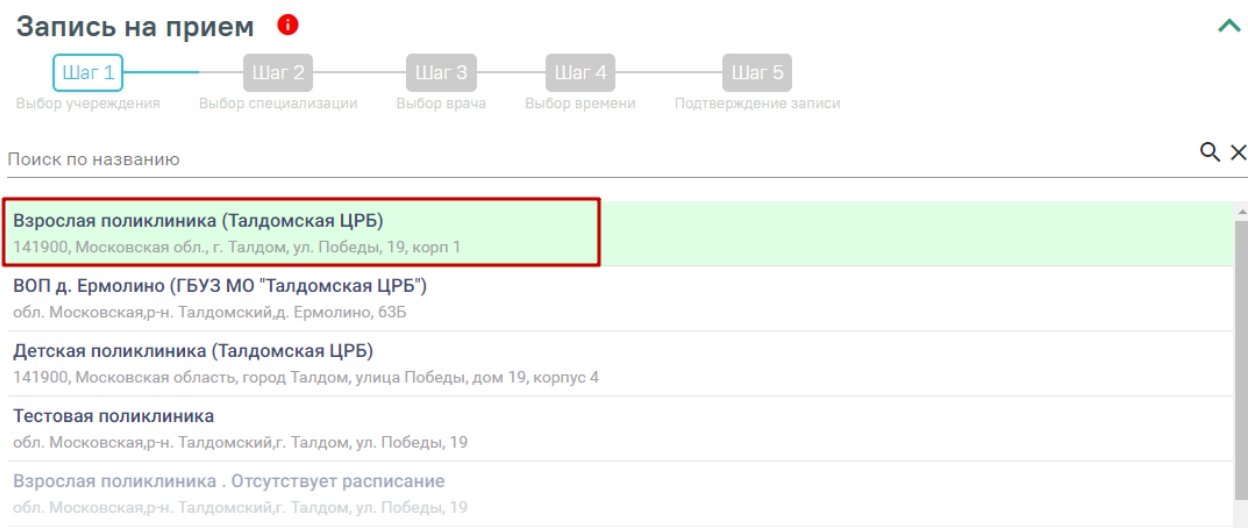 Запись на прием
Шаг 1 Шаг 2 Шаг 3 Шаг 4 Шаг 5
Выбор учереждения Выбор специализации Выбор врача Выбор времени Подтверждение записи
Поиск по названию
Взрослая поликлиника (Талдомская ЦРБ)
141900, Московская обл., г. Талдом, ул. Победы, 19, корп 1
ВОП д. Ермолино (ГБУЗ МО "Талдомская ЦРБ")
обл. Московская,р-н. Талдомский,д. Ермолино, 63Б
Детская поликлиника (Талдомская ЦРБ)
141900, Московская область, город Талдом, улица Победы, дом 19, корпус 4
Тестовая поликлиника
обл. Московская,р-н. Талдомский,г. Талдом, ул. Победы, 19
Взрослая поликлиника . Отсутствует расписание
обл. Московская,р-н. Талдомский,г. Талдом, ул. Победы, 19